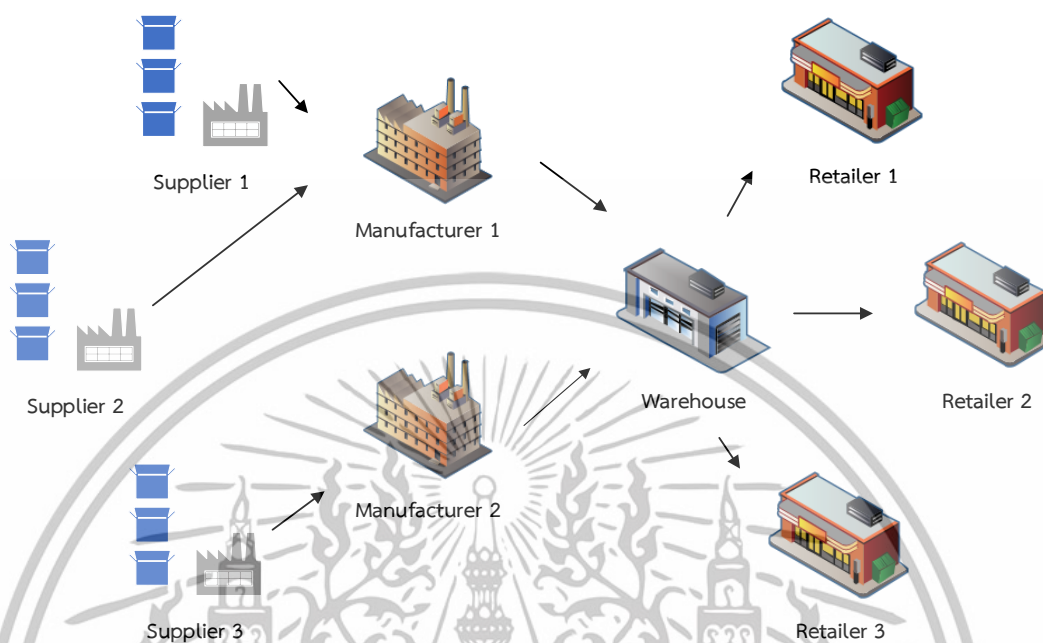 Supplier 1
Retailer 1
Manufacturer 1
Supplier 2
Warehouse
Retailer 2
Manufacturer 2
Supplier 3
Retailer 3